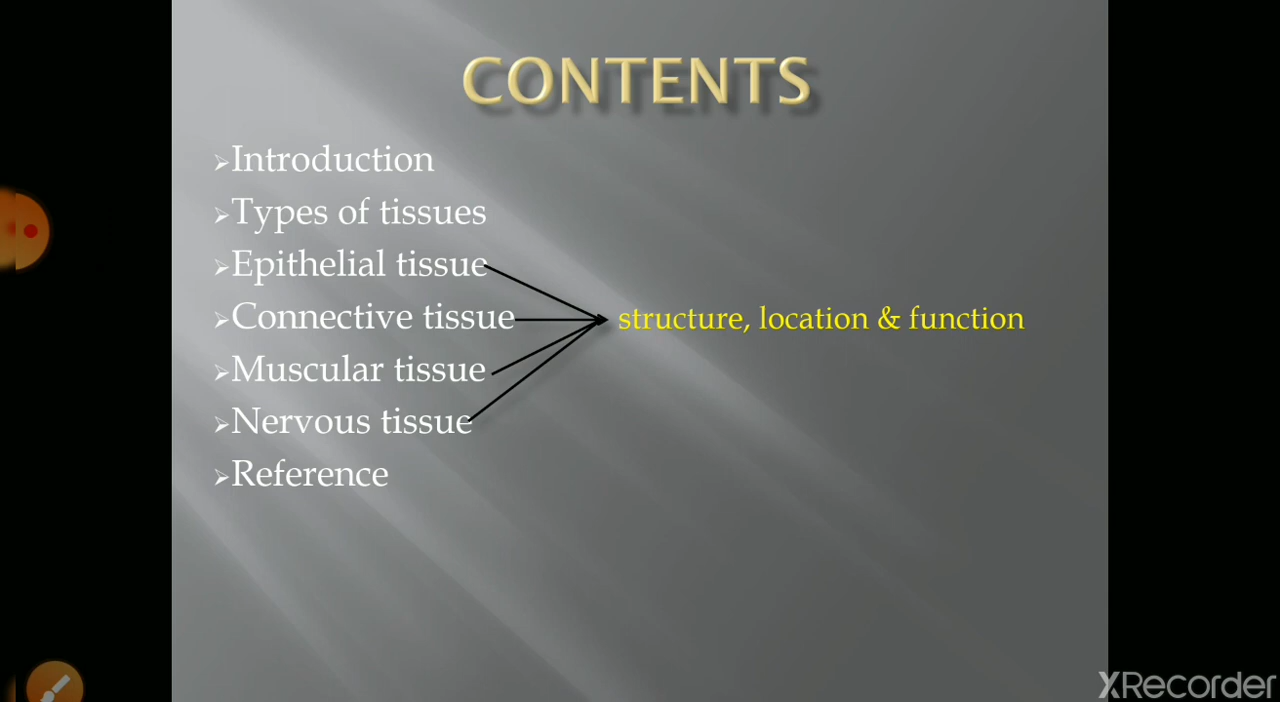 CONTENTS
➢Introduction
➢Types of tissues
➢Epithelial tissue
➢Connective tissue
structure, location & function
➢Muscular tissue
➢Nervous tissue
➢Reference
XRecorder